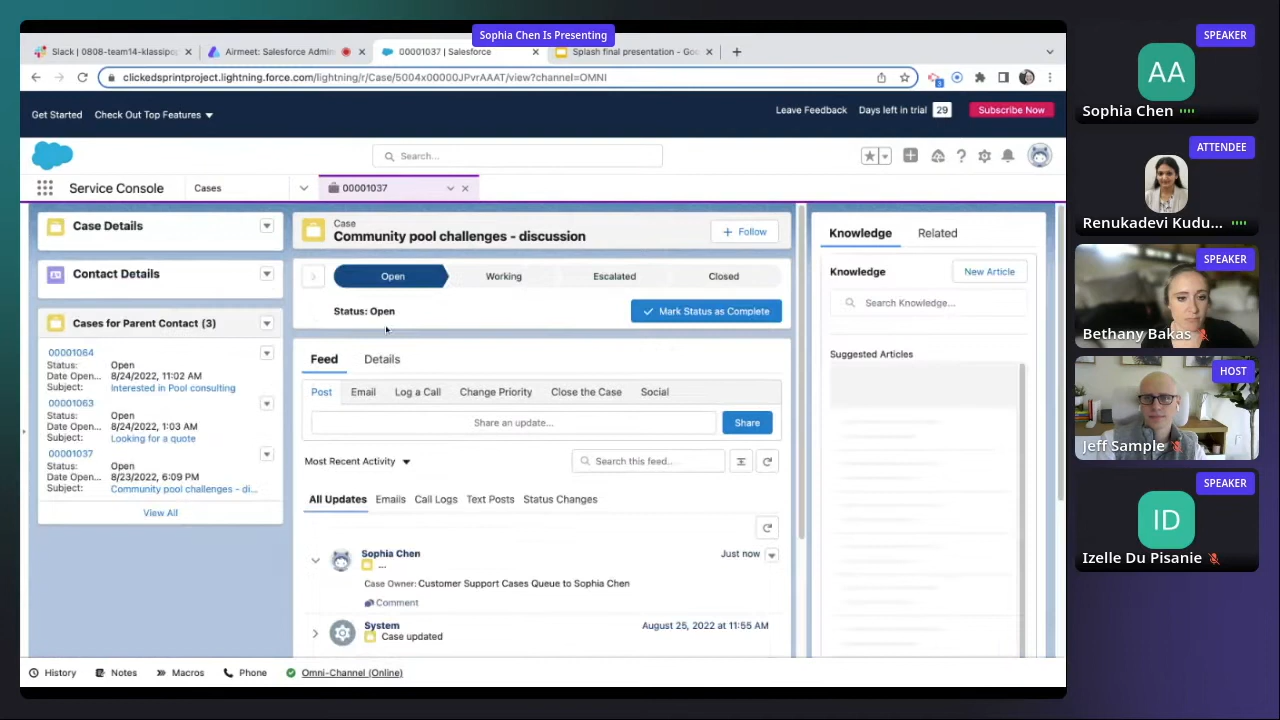 Sophia Chen Is Presenting
Slack | 0808-team14-klassipo
Airmeet: Salesforce Admin
00001037 | Salesforce
Splash final presentation - Goo
clickedsprintproject.lightning.force.com/lightning/r/Case/5004x00000JPvrAAAT/view?channel=OMNI
Get Started
Check Out Top Features
Leave Feedback
Days left in trial
29
Subscribe Now
Search...
Service Console
Cases
00001037
Case Details
Contact Details
Cases for Parent Contact (3)
00001064
Status: Open
Date Open... 8/24/2022, 11:02 AM
Subject: Interested in Pool consulting
00001063
Status: Open
Date Open... 8/24/2022, 1:03 AM
Subject: Looking for a quote
00001037
Status: Open
Date Open... 8/23/2022, 6:09 PM
Subject: Community pool challenges - di...
View All
Case
Community pool challenges - discussion
+ Follow
Open
Working
Escalated
Closed
Status: Open
Mark Status as Complete
Feed
Details
Post
Email
Log a Call
Change Priority
Close the Case
Social
Share an update...
Share
Most Recent Activity
Search this feed...
All Updates
Emails
Call Logs
Text Posts
Status Changes
Sophia Chen
Just now
...
Case Owner: Customer Support Cases Queue to Sophia Chen
Comment
System
August 25, 2022 at 11:55 AM
Case updated
Knowledge
Related
Knowledge
New Article
Search Knowledge...
Suggested Articles
History
Notes
Macros
Phone
Omni-Channel (Online)
SPEAKER
AA
Sophia Chen
ATTENDEE
Renukadevi Kudu...
SPEAKER
Bethany Bakas
HOST
Jeff Sample
SPEAKER
ID
Izelle Du Pisanie